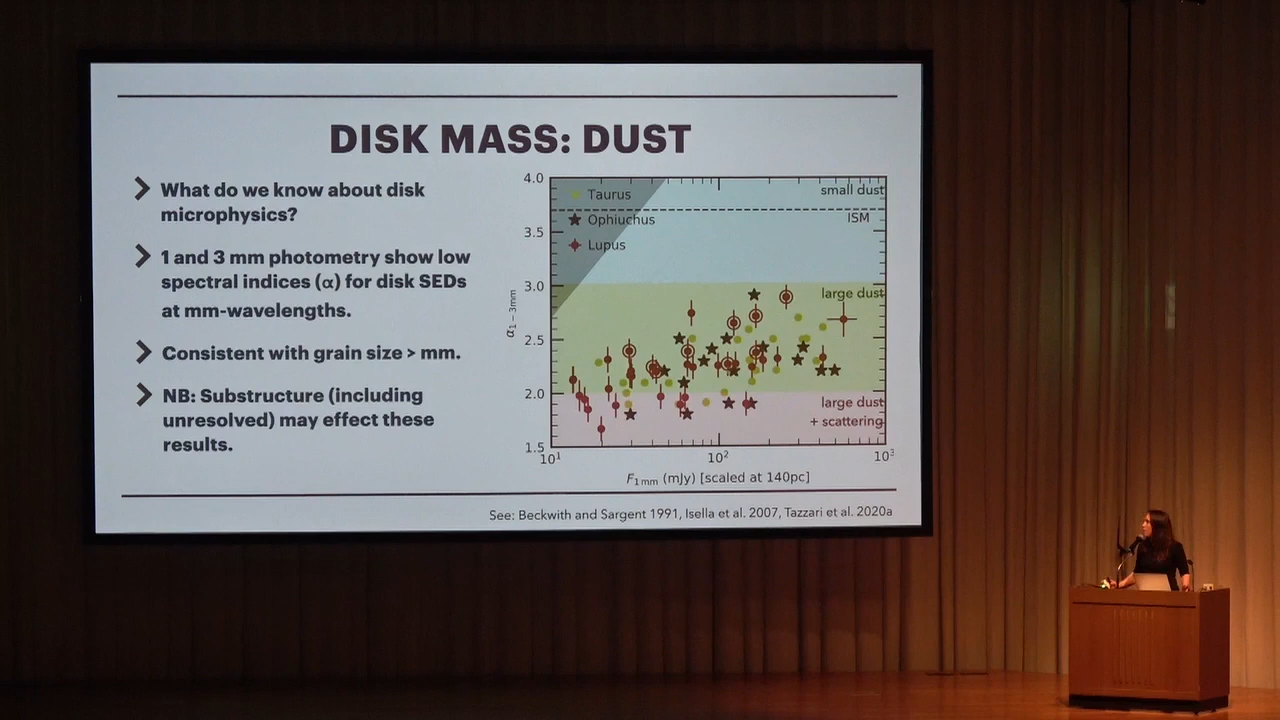 DISK MASS: DUST
What do we know about disk
microphysics?
1 and 3 mm photometry show low
spectral indices (α) for disk SEDs
at mm-wavelengths.
Consistent with grain size > mm.
NB: Substructure (including
unresolved) may effect these
results.
4.0
3.5
3.0
2.5
2.0
1.5
α1−3mm
Taurus
Ophiuchus
Lupus
small dust
ISM
large dust
large dust
+ scattering
10¹
10²
10³
F1mm (mJy) [scaled at 140pc]
See: Beckwith and Sargent 1991, Isella et al. 2007, Tazzari et al. 2020a